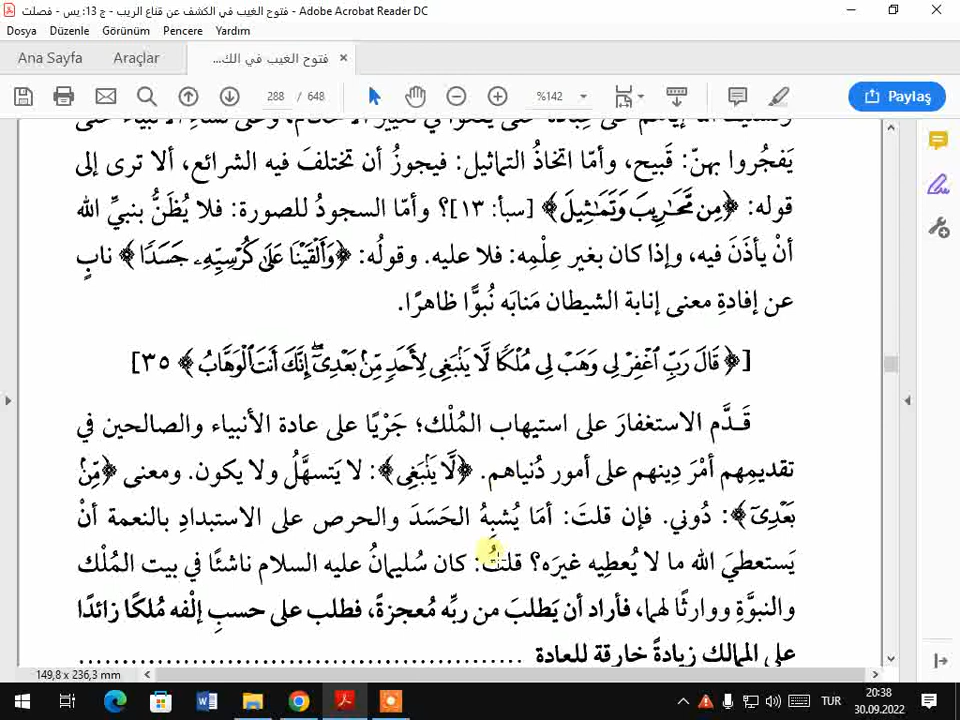 فتوح الغيب في الكشف عن قناع الريب - ج 13: يس - فصلت - Adobe Acrobat Reader DC
Dosya Düzenle Görünüm Pencere Yardım
Ana Sayfa Araçlar فتوح الغيب في الك...
288 / 648 %142 Paylaş
يَفجُروا بهنّ: قَبيح، وأمّا اتخاذُ التماثيل: فيجوزُ أن تختلفَ فيه الشرائع، ألا ترى إلى
قوله: ﴿مِن مَّحَٰرِيبَ وَتَمَٰثِيلَ﴾ [سبأ: ١٣]؟ وأمّا السجودُ للصورة: فلا يُظَنُّ بنبيِّ الله
أنْ يأذَنَ فيه، وإذا كان بغير عِلْمِه: فلا عليه. وقولُه: ﴿وَأَلْقَيْنَا عَلَىٰ كُرْسِيِّهِۦ جَسَدًا﴾ نابٍ
عن إفادةِ معنى إنابة الشيطان مَنابَه نُبوًّا ظاهرًا.
[﴿قَالَ رَبِّ ٱغْفِرْ لِى وَهَبْ لِى مُلْكًا لَّا يَنۢبَغِى لِأَحَدٍ مِّنۢ بَعْدِىٓ ۖ إِنَّكَ أَنتَ ٱلْوَهَّابُ﴾ ٣٥]
قَدَّم الاستغفارَ على استيهاب المُلْك؛ جَرْيًا على عادة الأنبياء والصالحين في
تقديمِهم أمْرَ دِينهم على أمور دُنياهم. ﴿لَّا يَنۢبَغِى﴾: لا يَتسهَّلُ ولا يكون. ومعنى ﴿مِّنۢ
بَعْدِىٓ﴾: دُوني. فإن قلتَ: أمَا يُشبِهُ الحَسَدَ والحرص على الاستبدادِ بالنعمة أنْ
يَستعطيَ الله ما لا يُعطِيه غيرَه؟ قلتُ: كان سُليمانُ عليه السلام ناشئًا في بيت المُلْك
والنبوَّةِ ووارثًا لهما، فأراد أن يَطلبَ من ربِّه مُعجزةً، فطلب على حسبِ إلْفه مُلكًا زائدًا
على الممالك زيادةً خارقة للعادة ........................................
149,8 x 236,3 mm
TUR 20:38
30.09.2022